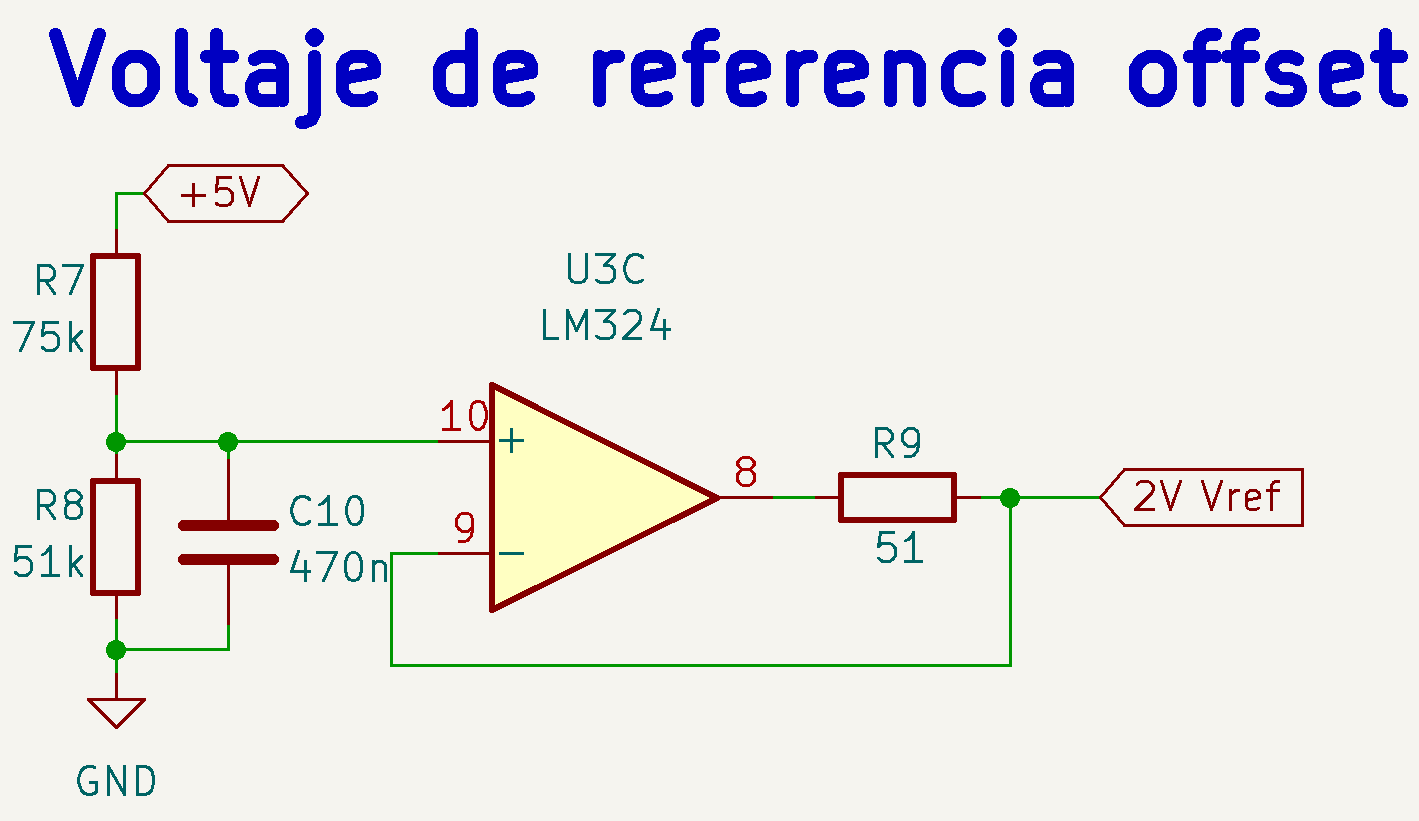 Voltaje de referencia offset
+5V
R7
75k
U3C
LM324
10
+
R8
51k
C10
470n
9
−
8
R9
51
2V Vref
GND